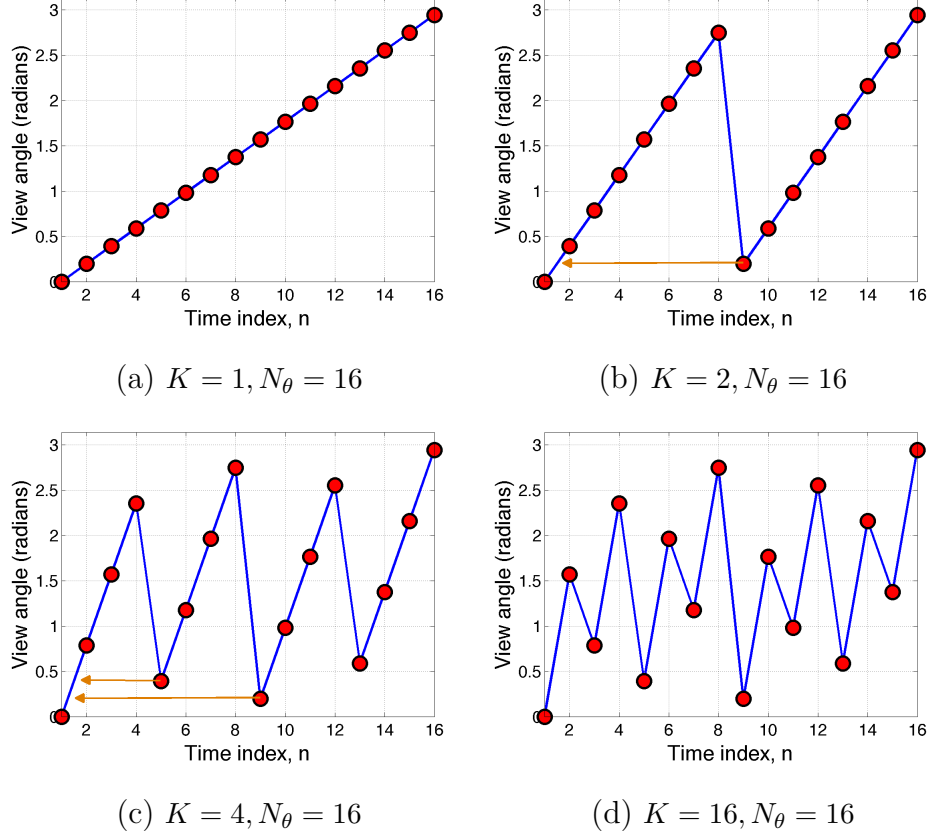 3
2.5
2
1.5
1
0.5
0
2 4 6 8 10 12 14 16
View angle (radians)
Time index, n
(a) K = 1, N_θ = 16
3
2.5
2
1.5
1
0.5
0
2 4 6 8 10 12 14 16
View angle (radians)
Time index, n
(b) K = 2, N_θ = 16
3
2.5
2
1.5
1
0.5
0
2 4 6 8 10 12 14 16
View angle (radians)
Time index, n
(c) K = 4, N_θ = 16
3
2.5
2
1.5
1
0.5
0
2 4 6 8 10 12 14 16
View angle (radians)
Time index, n
(d) K = 16, N_θ = 16